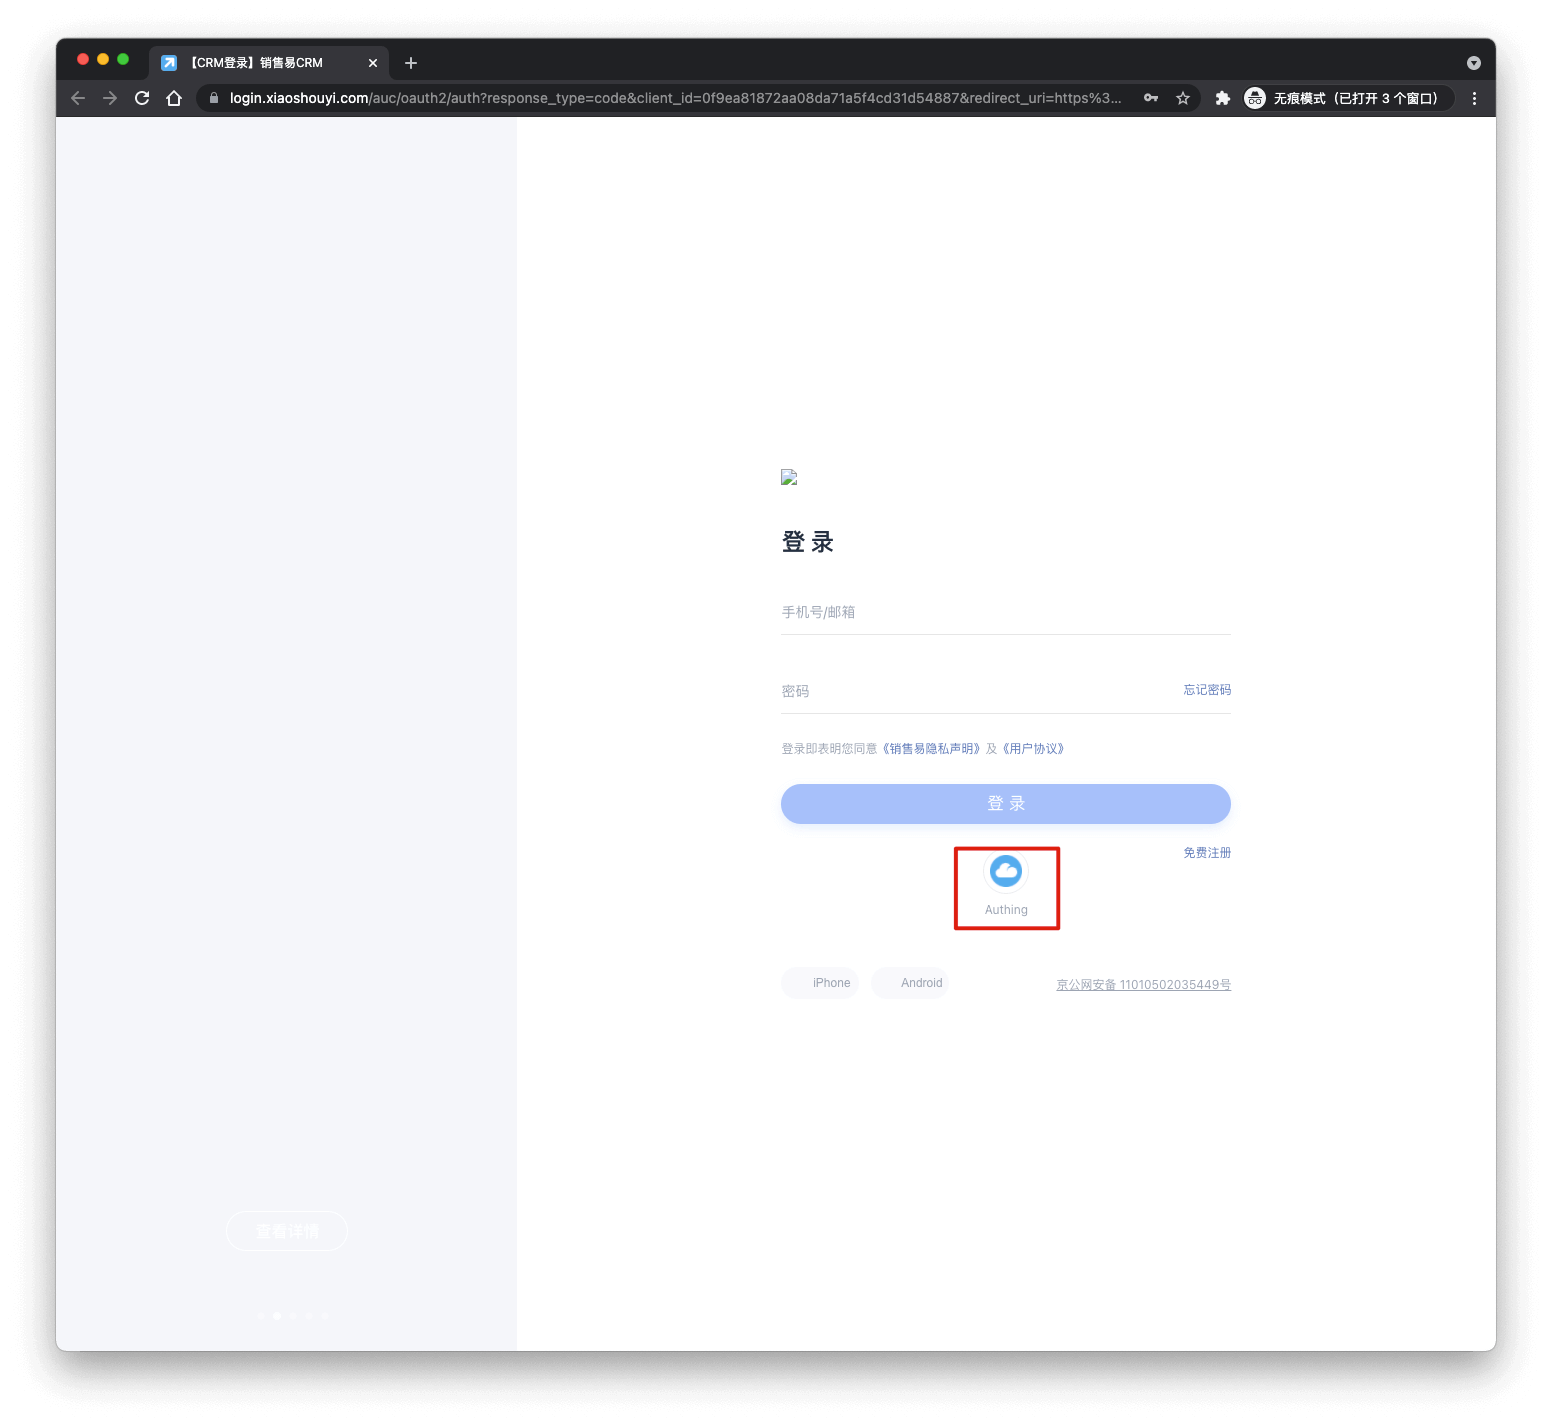 【CRM登录】销售易CRM
login.xiaoshouyi.com/auc/oauth2/auth?response_type=code&client_id=0f9ea81872aa08da71a5f4cd31d54887&redirect_uri=https%3...
无痕模式（已打开 3 个窗口）
登 录
手机号/邮箱
密码
忘记密码
登录即表明您同意《销售易隐私声明》及《用户协议》
登 录
免费注册
Authing
iPhone
Android
京公网安备 11010502035449号
查看详情